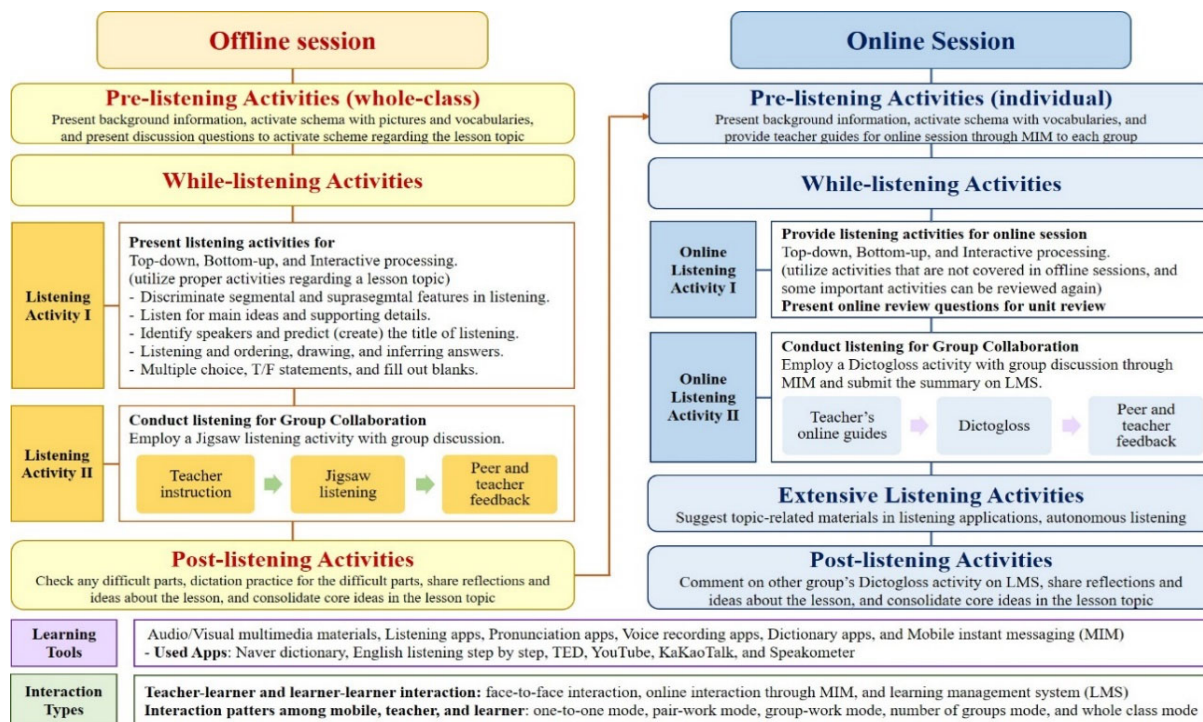 Offline session
Pre-listening Activities (whole-class)
Present background information, activate schema with pictures and vocabularies,
and present discussion questions to activate scheme regarding the lesson topic
While-listening Activities
Listening
Activity I
Present listening activities for
Top-down, Bottom-up, and Interactive processing.
(utilize proper activities regarding a lesson topic)
- Discriminate segmental and suprasegmtal features in listening.
- Listen for main ideas and supporting details.
- Identify speakers and predict (create) the title of listening.
- Listening and ordering, drawing, and inferring answers.
- Multiple choice, T/F statements, and fill out blanks.
Listening
Activity II
Conduct listening for Group Collaboration
Employ a Jigsaw listening activity with group discussion.
Teacher
instruction
Jigsaw
listening
Peer and
teacher
feedback
Post-listening Activities
Check any difficult parts, dictation practice for the difficult parts, share reflections and
ideas about the lesson, and consolidate core ideas in the lesson topic
Online Session
Pre-listening Activities (individual)
Present background information, activate schema with vocabularies, and
provide teacher guides for online session through MIM to each group
While-listening Activities
Online
Listening
Activity I
Provide listening activities for online session
Top-down, Bottom-up, and Interactive processing.
(utilize activities that are not covered in offline sessions, and
some important activities can be reviewed again)
Present online review questions for unit review
Online
Listening
Activity II
Conduct listening for Group Collaboration
Employ a Dictogloss activity with group discussion through
MIM and submit the summary on LMS.
Teacher's
online guides
Dictogloss
Peer and
teacher
feedback
Extensive Listening Activities
Suggest topic-related materials in listening applications, autonomous listening
Post-listening Activities
Comment on other group's Dictogloss activity on LMS, share reflections and
ideas about the lesson, and consolidate core ideas in the lesson topic
Learning
Tools
Audio/Visual multimedia materials, Listening apps, Pronunciation apps, Voice recording apps, Dictionary apps, and Mobile instant messaging (MIM)
- Used Apps: Naver dictionary, English listening step by step, TED, YouTube, KaKaoTalk, and Speakometer
Interaction
Types
Teacher-learner and learner-learner interaction: face-to-face interaction, online interaction through MIM, and learning management system (LMS)
Interaction patters among mobile, teacher, and learner: one-to-one mode, pair-work mode, group-work mode, number of groups mode, and whole class mode